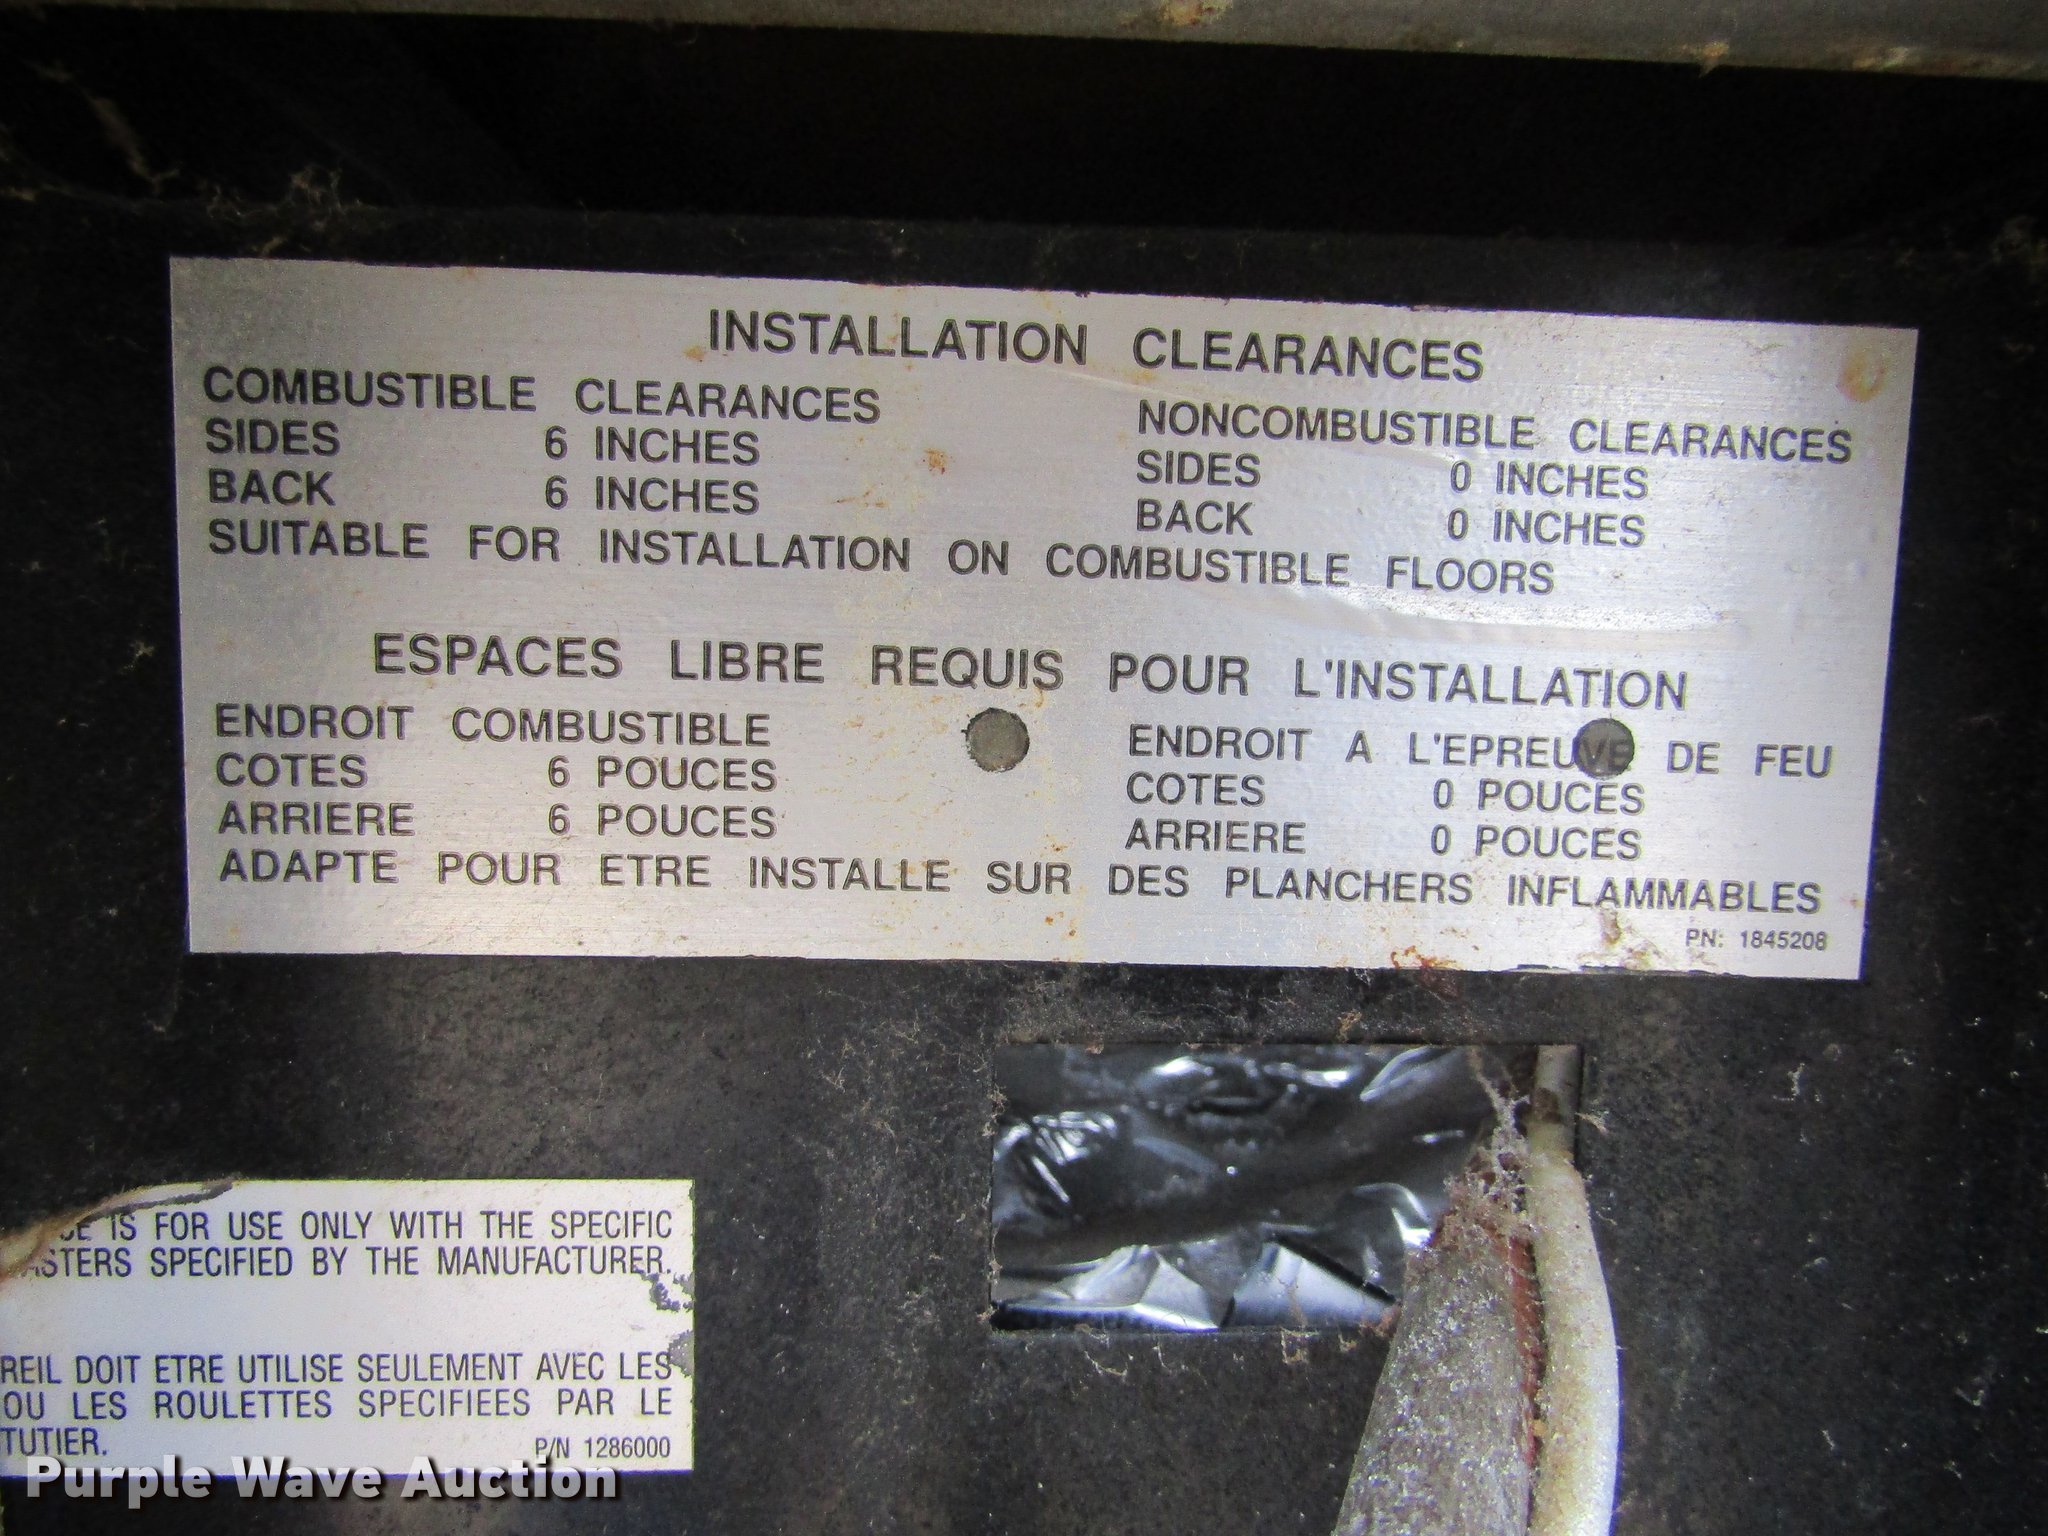 INSTALLATION CLEARANCES
COMBUSTIBLE CLEARANCES
SIDES 6 INCHES
BACK 6 INCHES
NONCOMBUSTIBLE CLEARANCES
SIDES 0 INCHES
BACK 0 INCHES
SUITABLE FOR INSTALLATION ON COMBUSTIBLE FLOORS
ESPACES LIBRE REQUIS POUR L'INSTALLATION
ENDROIT COMBUSTIBLE
COTES 6 POUCES
ARRIERE 6 POUCES
ENDROIT A L'EPREUVE DE FEU
COTES 0 POUCES
ARRIERE 0 POUCES
ADAPTE POUR ETRE INSTALLE SUR DES PLANCHERS INFLAMMABLES
PN: 1845208
IS FOR USE ONLY WITH THE SPECIFIC
SPECIFIED BY THE MANUFACTURER.
REIL DOIT ETRE UTILISE SEULEMENT AVEC LES
OU LES ROULETTES SPECIFIEES PAR LE
TUTIER.
P/N 1286000
Purple Wave Auction